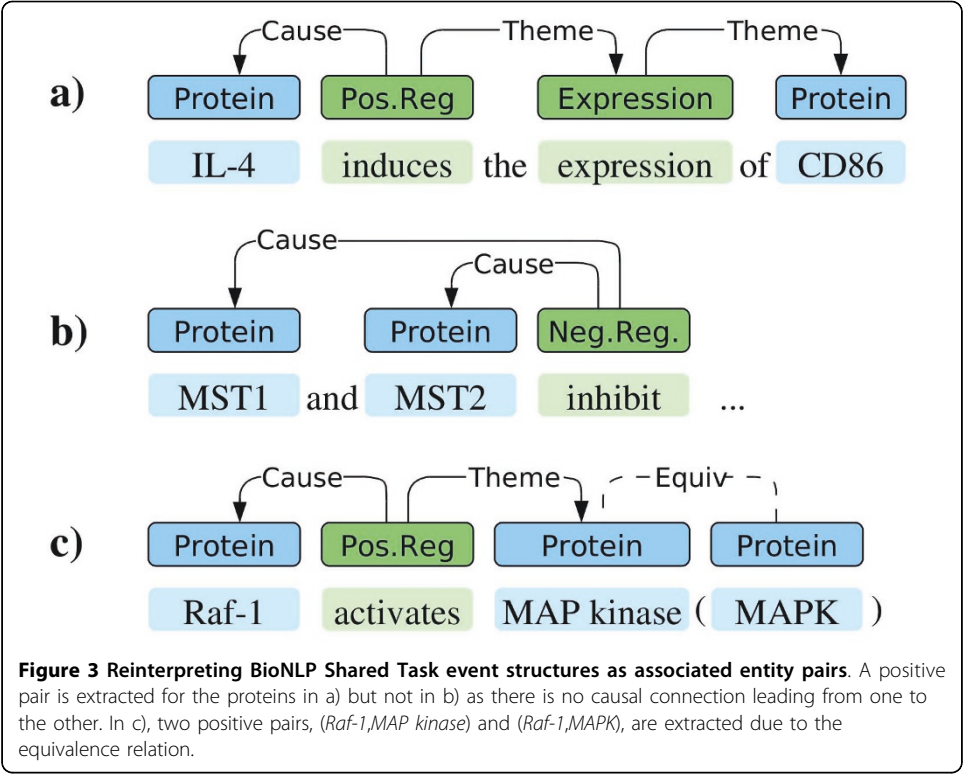 Cause Theme Theme
a) Protein Pos.Reg Expression Protein
IL-4 induces the expression of CD86
Cause
Cause
b) Protein Protein Neg.Reg.
MST1 and MST2 inhibit ...
Cause Theme Equiv
c) Protein Pos.Reg Protein Protein
Raf-1 activates MAP kinase ( MAPK )
Figure 3 Reinterpreting BioNLP Shared Task event structures as associated entity pairs. A positive
pair is extracted for the proteins in a) but not in b) as there is no causal connection leading from one to
the other. In c), two positive pairs, (Raf-1,MAP kinase) and (Raf-1,MAPK), are extracted due to the
equivalence relation.